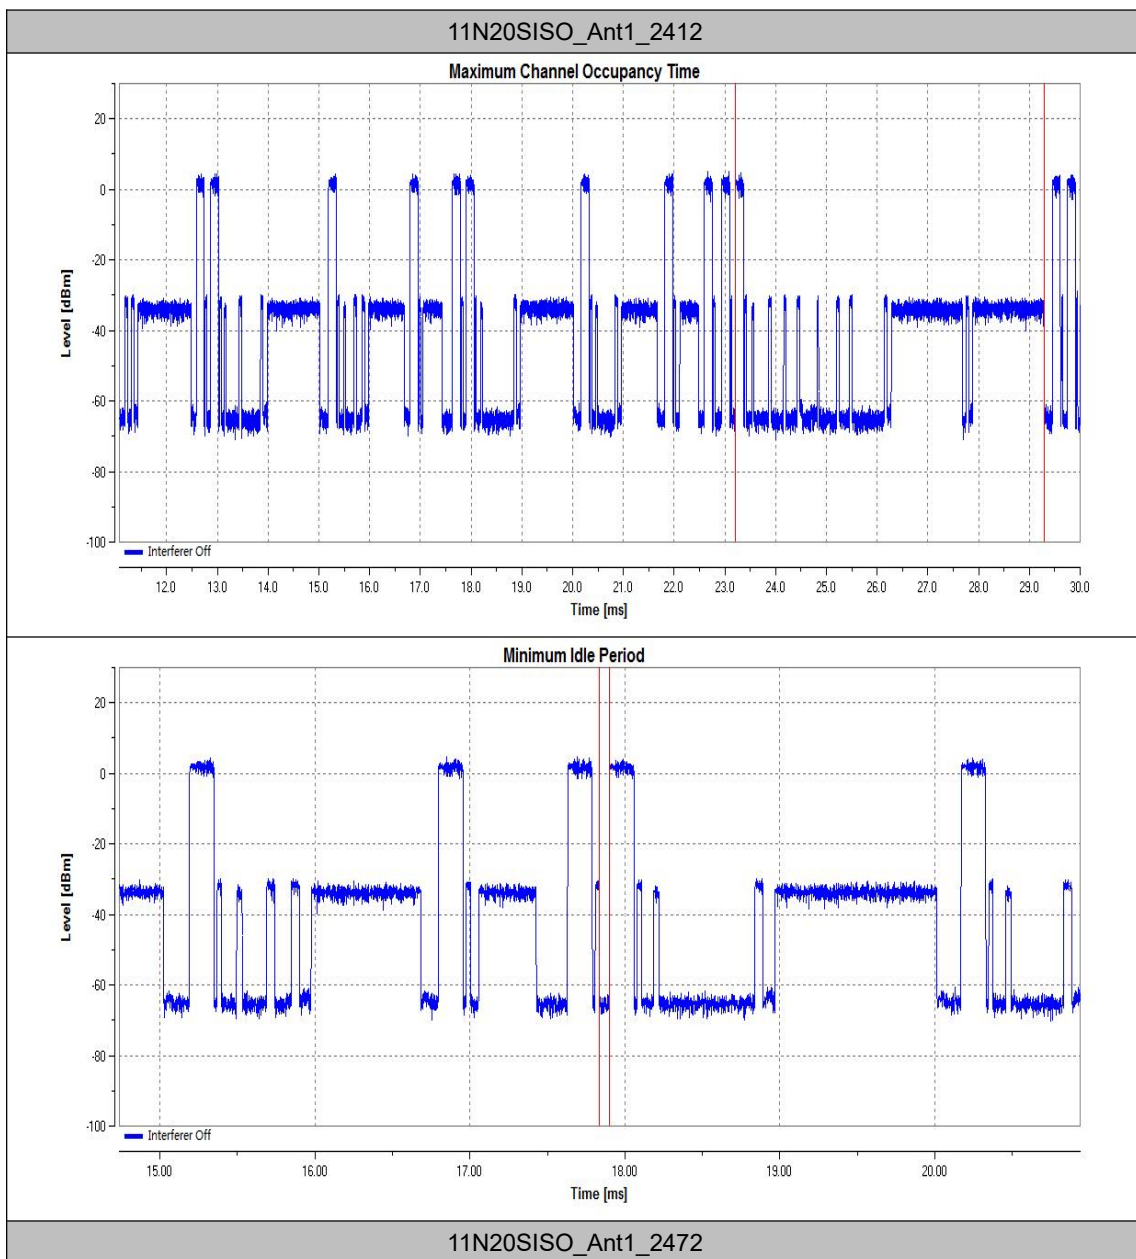 11N20SISO_Ant1_2412
Maximum Channel Occupancy Time
20
0
-20
-40
-60
-80
-100
Level [dBm]
Interferer Off
12.0 13.0 14.0 15.0 16.0 17.0 18.0 19.0 20.0 21.0 22.0 23.0 24.0 25.0 26.0 27.0 28.0 29.0 30.0
Time [ms]
Minimum Idle Period
20
0
-20
-40
-60
-80
-100
Level [dBm]
Interferer Off
15.00 16.00 17.00 18.00 19.00 20.00
Time [ms]
11N20SISO_Ant1_2472